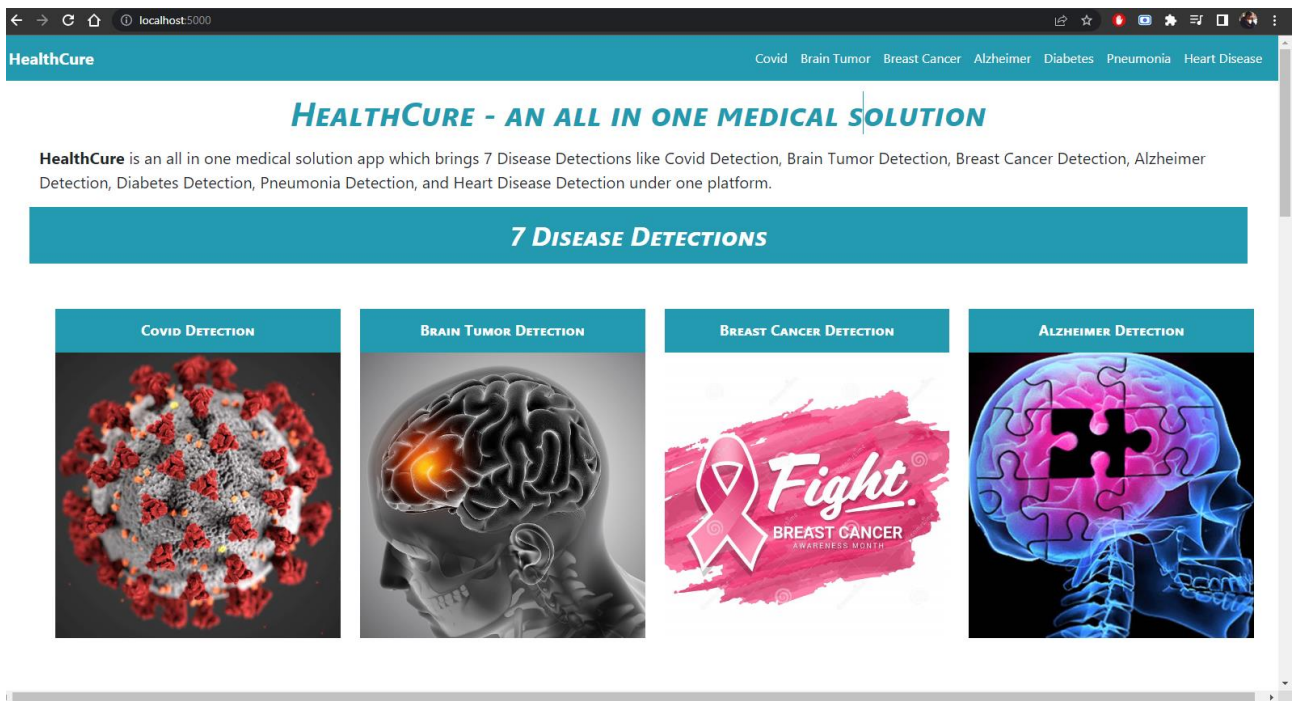 localhost:5000
HealthCure
Covid Brain Tumor Breast Cancer Alzheimer Diabetes Pneumonia Heart Disease
HealthCure - an all in one medical solution
HealthCure is an all in one medical solution app which brings 7 Disease Detections like Covid Detection, Brain Tumor Detection, Breast Cancer Detection, Alzheimer
Detection, Diabetes Detection, Pneumonia Detection, and Heart Disease Detection under one platform.
7 Disease Detections
Covid Detection
Brain Tumor Detection
Breast Cancer Detection
Alzheimer Detection
Fight.
BREAST CANCER
AWARENESS MONTH